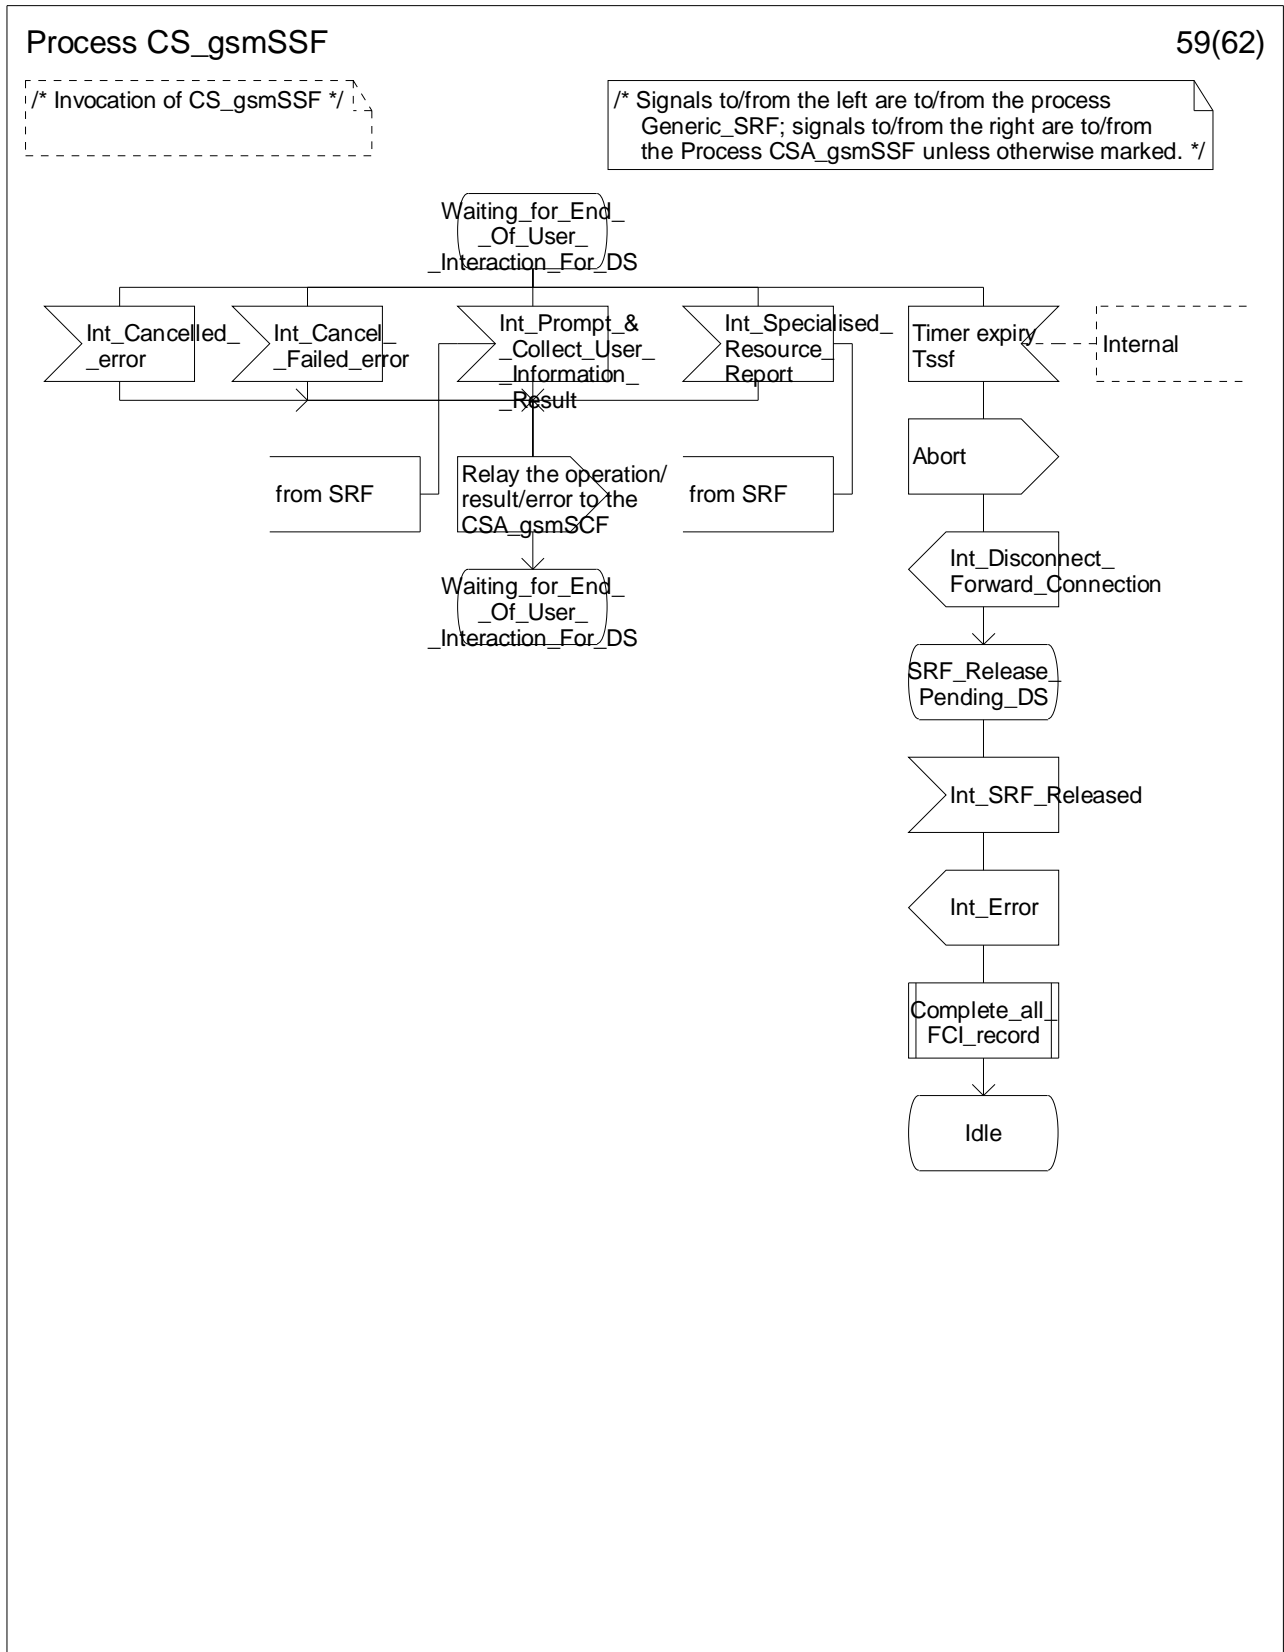 Process CS_gsmSSF
59(62)
/* Invocation of CS_gsmSSF */
/* Signals to/from the left are to/from the process
Generic_SRF; signals to/from the right are to/from
the Process CSA_gsmSSF unless otherwise marked. */
Waiting_for_End_
_Of_User_
_Interaction_For_DS
Int_Cancelled_
_error
Int_Cancel_
_Failed_error
Int_Prompt_&
_Collect_User_
_Information_
_Result
Int_Specialised_
Resource_
Report
Timer expiry
Tssf
Internal
from SRF
Relay the operation/
result/error to the
CSA_gsmSCF
from SRF
Abort
Waiting_for_End_
_Of_User_
_Interaction_For_DS
Int_Disconnect_
Forward_Connection
SRF_Release_
Pending_DS
Int_SRF_Released
Int_Error
Complete_all_
FCI_record
Idle